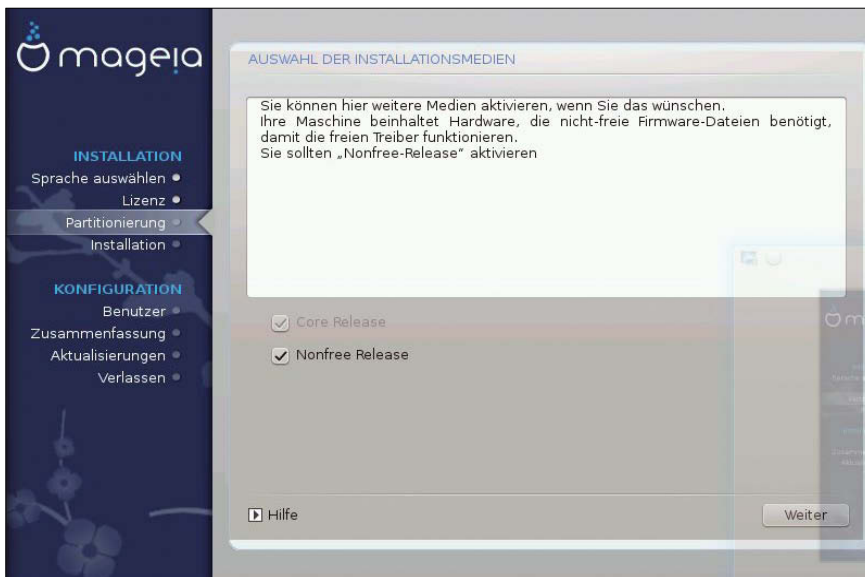 mageia
INSTALLATION
Sprache auswählen
Lizenz
Partitionierung
Installation
KONFIGURATION
Benutzer
Zusammenfassung
Aktualisierungen
Verlassen
AUSWAHL DER INSTALLATIONSMEDIEN
Sie können hier weitere Medien aktivieren, wenn Sie das wünschen.
Ihre Maschine beinhaltet Hardware, die nicht-freie Firmware-Dateien benötigt,
damit die freien Treiber funktionieren.
Sie sollten „Nonfree-Release“ aktivieren
Core Release
Nonfree Release
Hilfe
Weiter